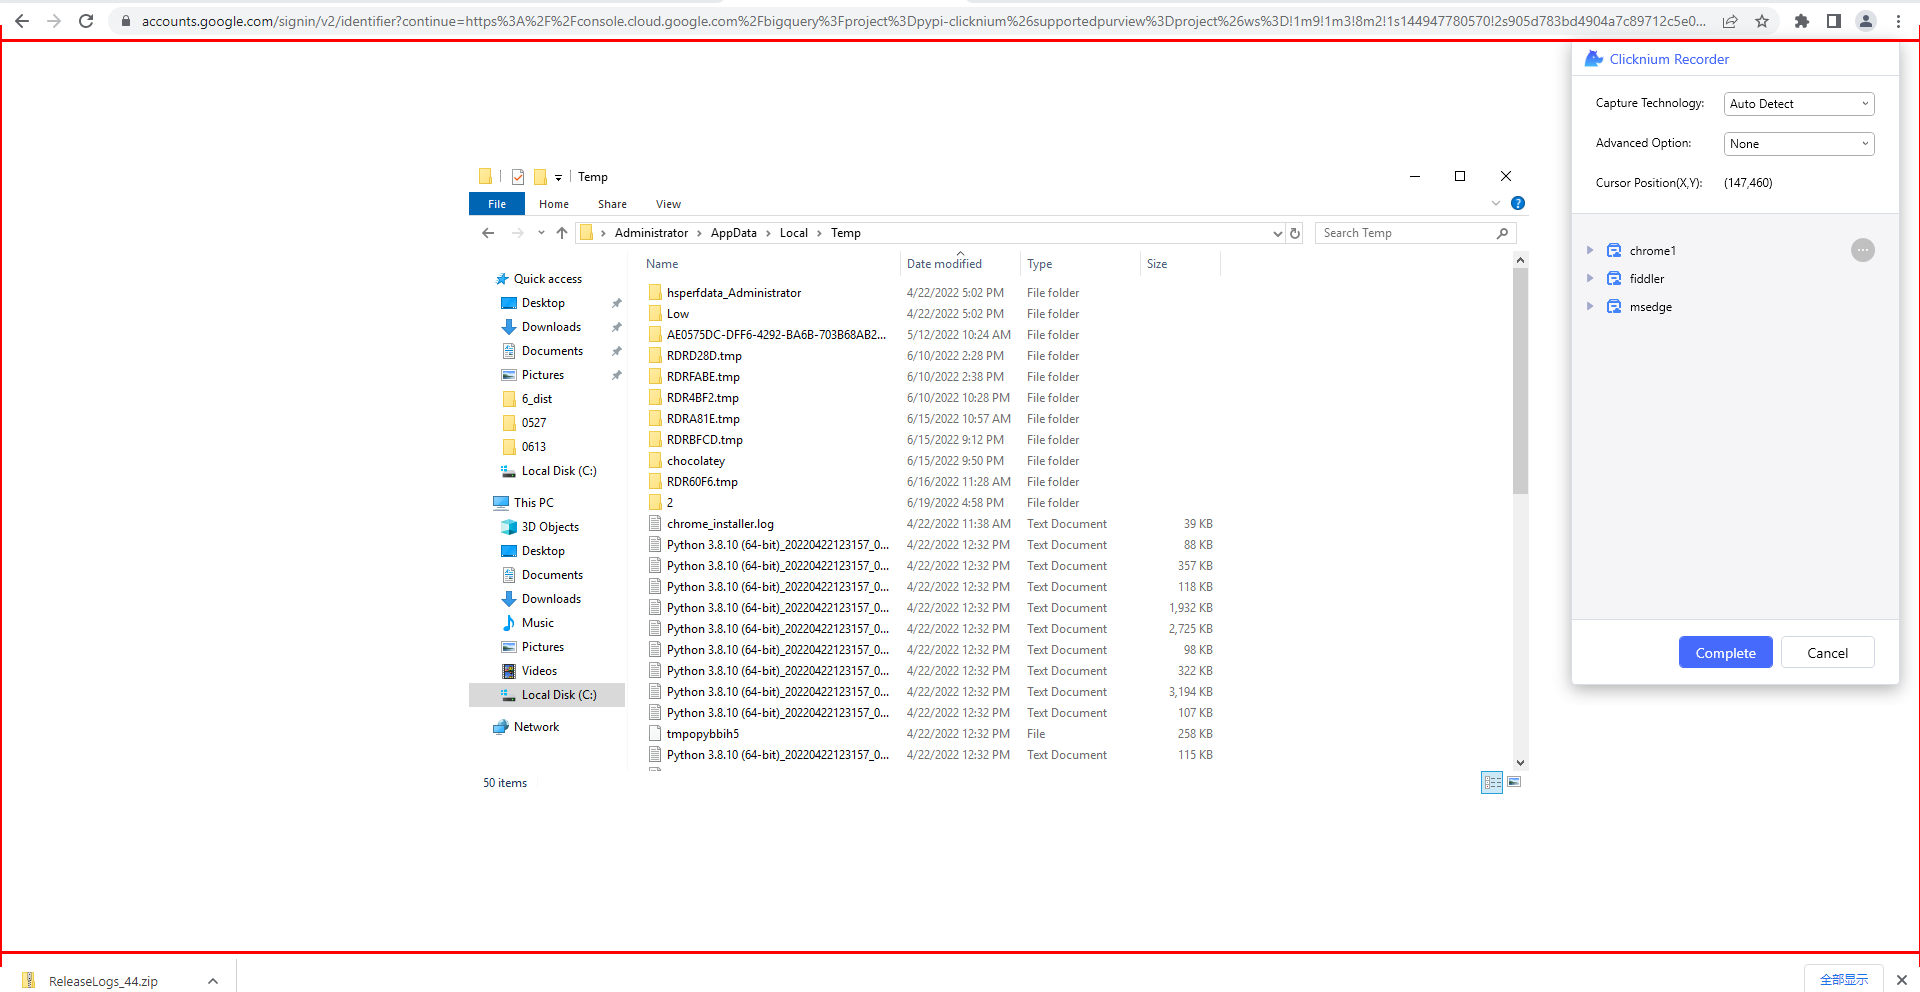 accounts.google.com/signin/v2/identifier?continue=https%3A%2F%2Fconsole.cloud.google.com%2Fbigquery%3Fproject%3Dpypi-clicknium%26supportedpurview%3Dproject%26ws%3D!1m9!1m3!8m2!1s144947780570!2s905d783bd4904a7c89712c5e0...
Clicknium Recorder
Capture Technology: Auto Detect
Advanced Option: None
Cursor Position(X,Y): (147,460)
chrome1
fiddler
msedge
Complete Cancel
Temp
File Home Share View
Administrator AppData Local Temp
Search Temp
Quick access
Desktop
Downloads
Documents
Pictures
6_dist
0527
0613
Local Disk (C:)
This PC
3D Objects
Desktop
Documents
Downloads
Music
Pictures
Videos
Local Disk (C:)
Network
Name Date modified Type Size
hsperfdata_Administrator 4/22/2022 5:02 PM File folder
Low 4/22/2022 5:02 PM File folder
AE0575DC-DFF6-4292-BA6B-703B68AB2... 5/12/2022 10:24 AM File folder
RDRD28D.tmp 6/10/2022 2:28 PM File folder
RDRFABE.tmp 6/10/2022 2:38 PM File folder
RDR4BF2.tmp 6/10/2022 10:28 PM File folder
RDRA81E.tmp 6/15/2022 10:57 AM File folder
RDRBFCD.tmp 6/15/2022 9:12 PM File folder
chocolatey 6/15/2022 9:50 PM File folder
RDR60F6.tmp 6/16/2022 11:28 AM File folder
2 6/19/2022 4:58 PM File folder
chrome_installer.log 4/22/2022 11:38 AM Text Document 39 KB
Python 3.8.10 (64-bit)_20220422123157_0... 4/22/2022 12:32 PM Text Document 88 KB
Python 3.8.10 (64-bit)_20220422123157_0... 4/22/2022 12:32 PM Text Document 357 KB
Python 3.8.10 (64-bit)_20220422123157_0... 4/22/2022 12:32 PM Text Document 118 KB
Python 3.8.10 (64-bit)_20220422123157_0... 4/22/2022 12:32 PM Text Document 1,932 KB
Python 3.8.10 (64-bit)_20220422123157_0... 4/22/2022 12:32 PM Text Document 2,725 KB
Python 3.8.10 (64-bit)_20220422123157_0... 4/22/2022 12:32 PM Text Document 98 KB
Python 3.8.10 (64-bit)_20220422123157_0... 4/22/2022 12:32 PM Text Document 322 KB
Python 3.8.10 (64-bit)_20220422123157_0... 4/22/2022 12:32 PM Text Document 3,194 KB
Python 3.8.10 (64-bit)_20220422123157_0... 4/22/2022 12:32 PM Text Document 107 KB
tmpopybbih5 4/22/2022 12:32 PM File 258 KB
Python 3.8.10 (64-bit)_20220422123157_0... 4/22/2022 12:32 PM Text Document 115 KB
50 items
ReleaseLogs_44.zip
全部显示